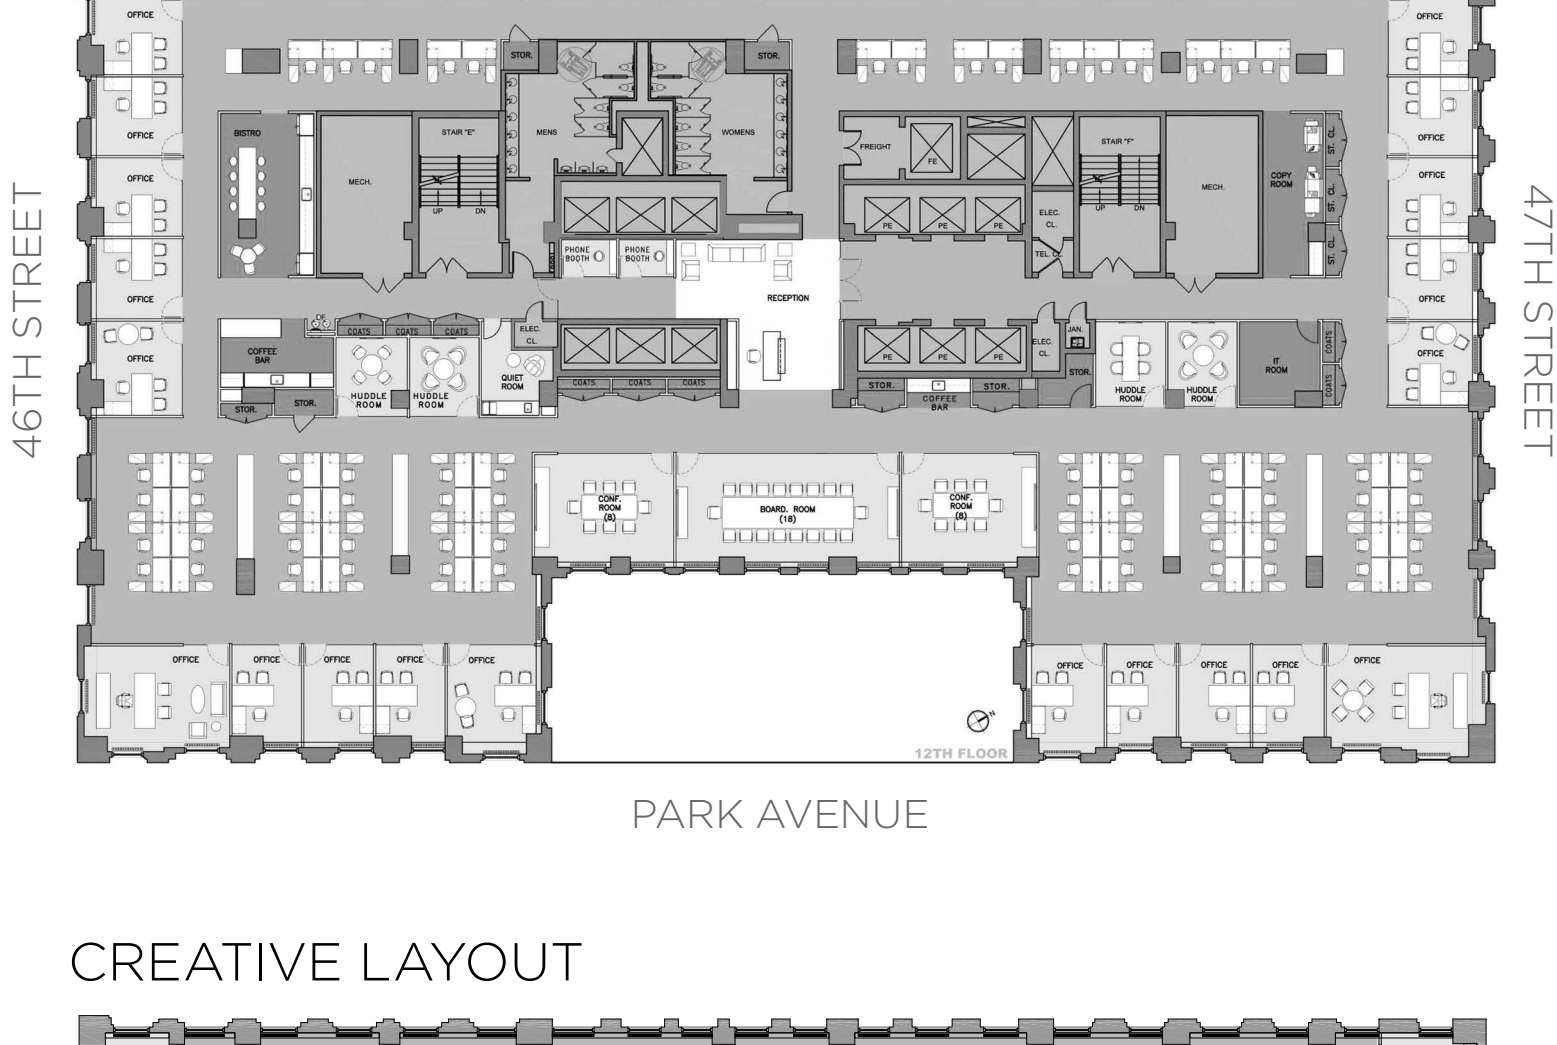 OFFICE
OFFICE
STOR.
STOR.
BISTRO
STAIR "E"
MENS
WOMENS
FREIGHT
FE
STAIR "F"
ST. CL.
OFFICE
OFFICE
MECH.
COPY
ROOM
MECH.
ST. CL.
OFFICE
OFFICE
UP
DN
PE
PE
PE
ELEC.
CL.
UP
DN
ST. CL.
46TH STREET
47TH STREET
PHONE
BOOTH
PHONE
BOOTH
TEL. CL.
OFFICE
RECEPTION
OFFICE
DF
COATS
COATS
COATS
ELEC.
CL.
JAN.
ELEC.
CL.
COATS
OFFICE
COFFEE
BAR
QUIET
ROOM
PE
PE
PE
STOR.
IT
ROOM
OFFICE
COATS
COATS
COATS
STOR.
STOR.
COATS
STOR.
STOR.
HUDDLE
ROOM
HUDDLE
ROOM
COFFEE
BAR
HUDDLE
ROOM
HUDDLE
ROOM
CONF.
ROOM
(8)
BOARD. ROOM
(18)
CONF.
ROOM
(8)
OFFICE
OFFICE
OFFICE
OFFICE
OFFICE
OFFICE
OFFICE
OFFICE
OFFICE
OFFICE
N
12TH FLOOR
PARK AVENUE
CREATIVE LAYOUT